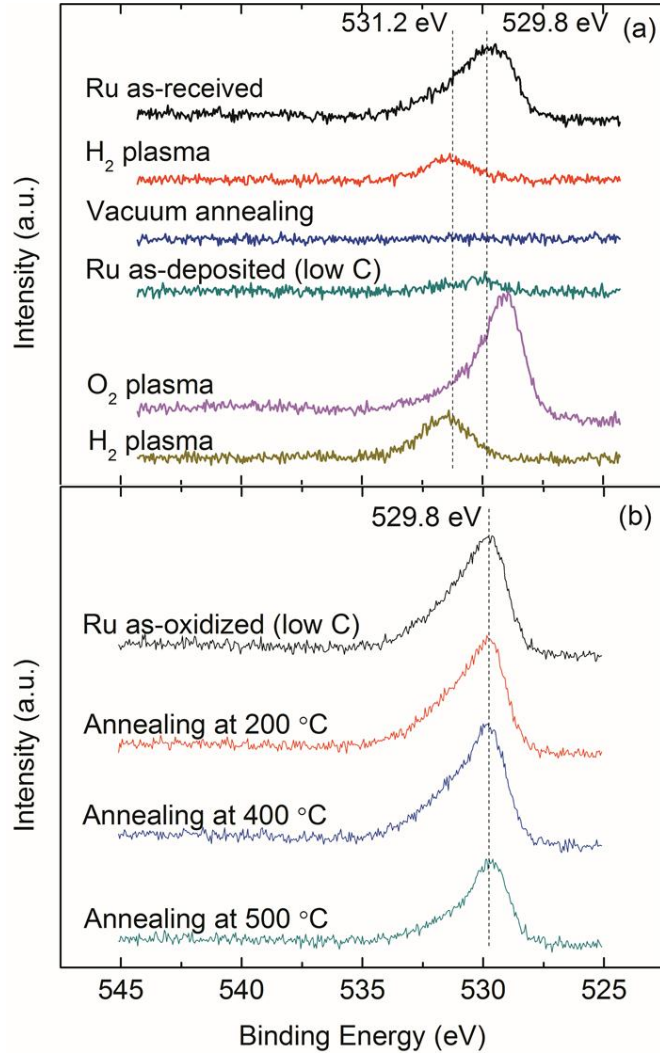 531.2 eV 529.8 eV (a)
Ru as-received
H₂ plasma
Vacuum annealing
Ru as-deposited (low C)
O₂ plasma
H₂ plasma
Intensity (a.u.)
529.8 eV (b)
Ru as-oxidized (low C)
Annealing at 200 °C
Annealing at 400 °C
Annealing at 500 °C
Intensity (a.u.)
545 540 535 530 525
Binding Energy (eV)